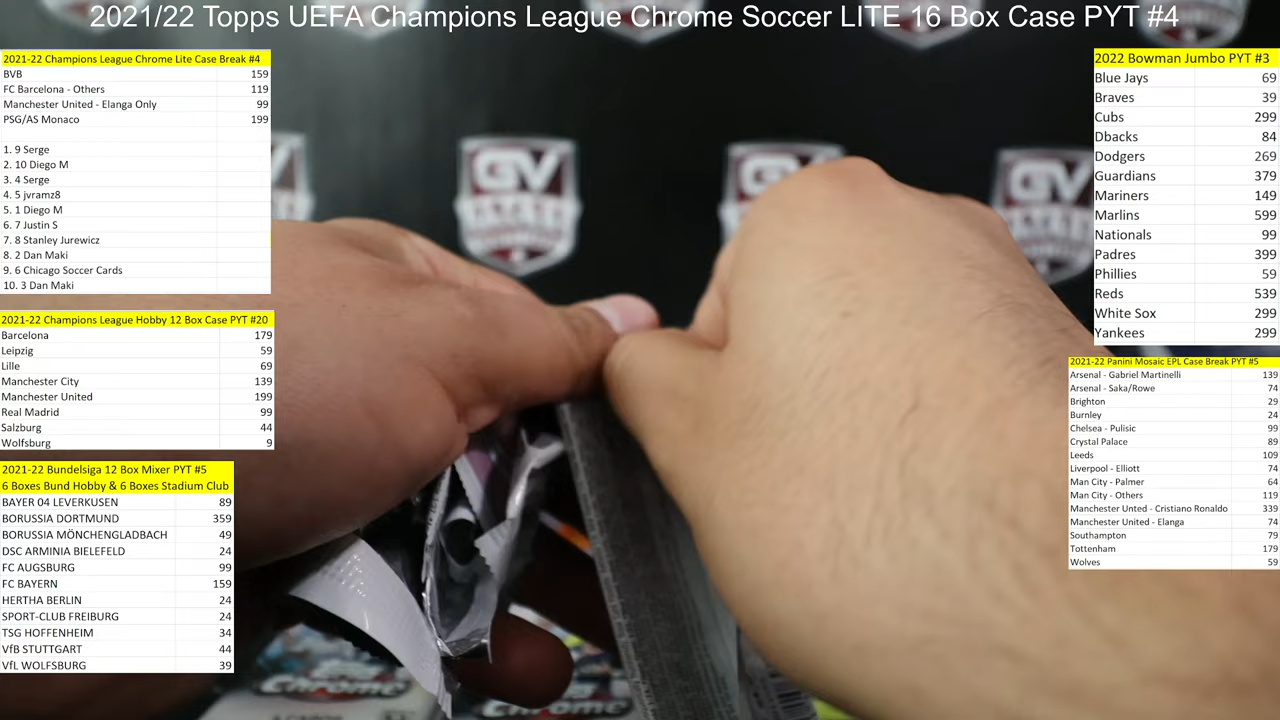 2021/22 Topps UEFA Champions League Chrome Soccer LITE 16 Box Case PYT #4
2021-22 Champions League Chrome Lite Case Break #4
BVB 159
FC Barcelona - Others 119
Manchester United - Elanga Only 99
PSG/AS Monaco 199
1. 9 Serge
2. 10 Diego M
3. 4 Serge
4. 5 jvramz8
5. 1 Diego M
6. 7 Justin S
7. 8 Stanley Jurewicz
8. 2 Dan Maki
9. 6 Chicago Soccer Cards
10. 3 Dan Maki
2021-22 Champions League Hobby 12 Box Case PYT #20
Barcelona 179
Leipzig 59
Lille 69
Manchester City 139
Manchester United 199
Real Madrid 99
Salzburg 44
Wolfsburg 9
2021-22 Bundelsiga 12 Box Mixer PYT #5
6 Boxes Bund Hobby & 6 Boxes Stadium Club
BAYER 04 LEVERKUSEN 89
BORUSSIA DORTMUND 359
BORUSSIA MÖNCHENGLADBACH 49
DSC ARMINIA BIELEFELD 24
FC AUGSBURG 99
FC BAYERN 159
HERTHA BERLIN 24
SPORT-CLUB FREIBURG 24
TSG HOFFENHEIM 34
VfB STUTTGART 44
VfL WOLFSBURG 39
2022 Bowman Jumbo PYT #3
Blue Jays 69
Braves 39
Cubs 299
Dbacks 84
Dodgers 269
Guardians 379
Mariners 149
Marlins 599
Nationals 99
Padres 399
Phillies 59
Reds 539
White Sox 299
Yankees 299
2021-22 Panini Mosaic EPL Case Break PYT #5
Arsenal - Gabriel Martinelli 139
Arsenal - Saka/Rowe 74
Brighton 29
Burney 24
Chelsea - Pulisic 99
Crystal Palace 89
Leeds 109
Liverpool - Elliott 74
Man City - Palmer 64
Man City - Others 119
Manchester Unted - Cristiano Ronaldo 339
Manchester United - Elanga 74
Southampton 79
Tottenham 179
Wolves 59
GV
GV
GV
Chrome
Chrome